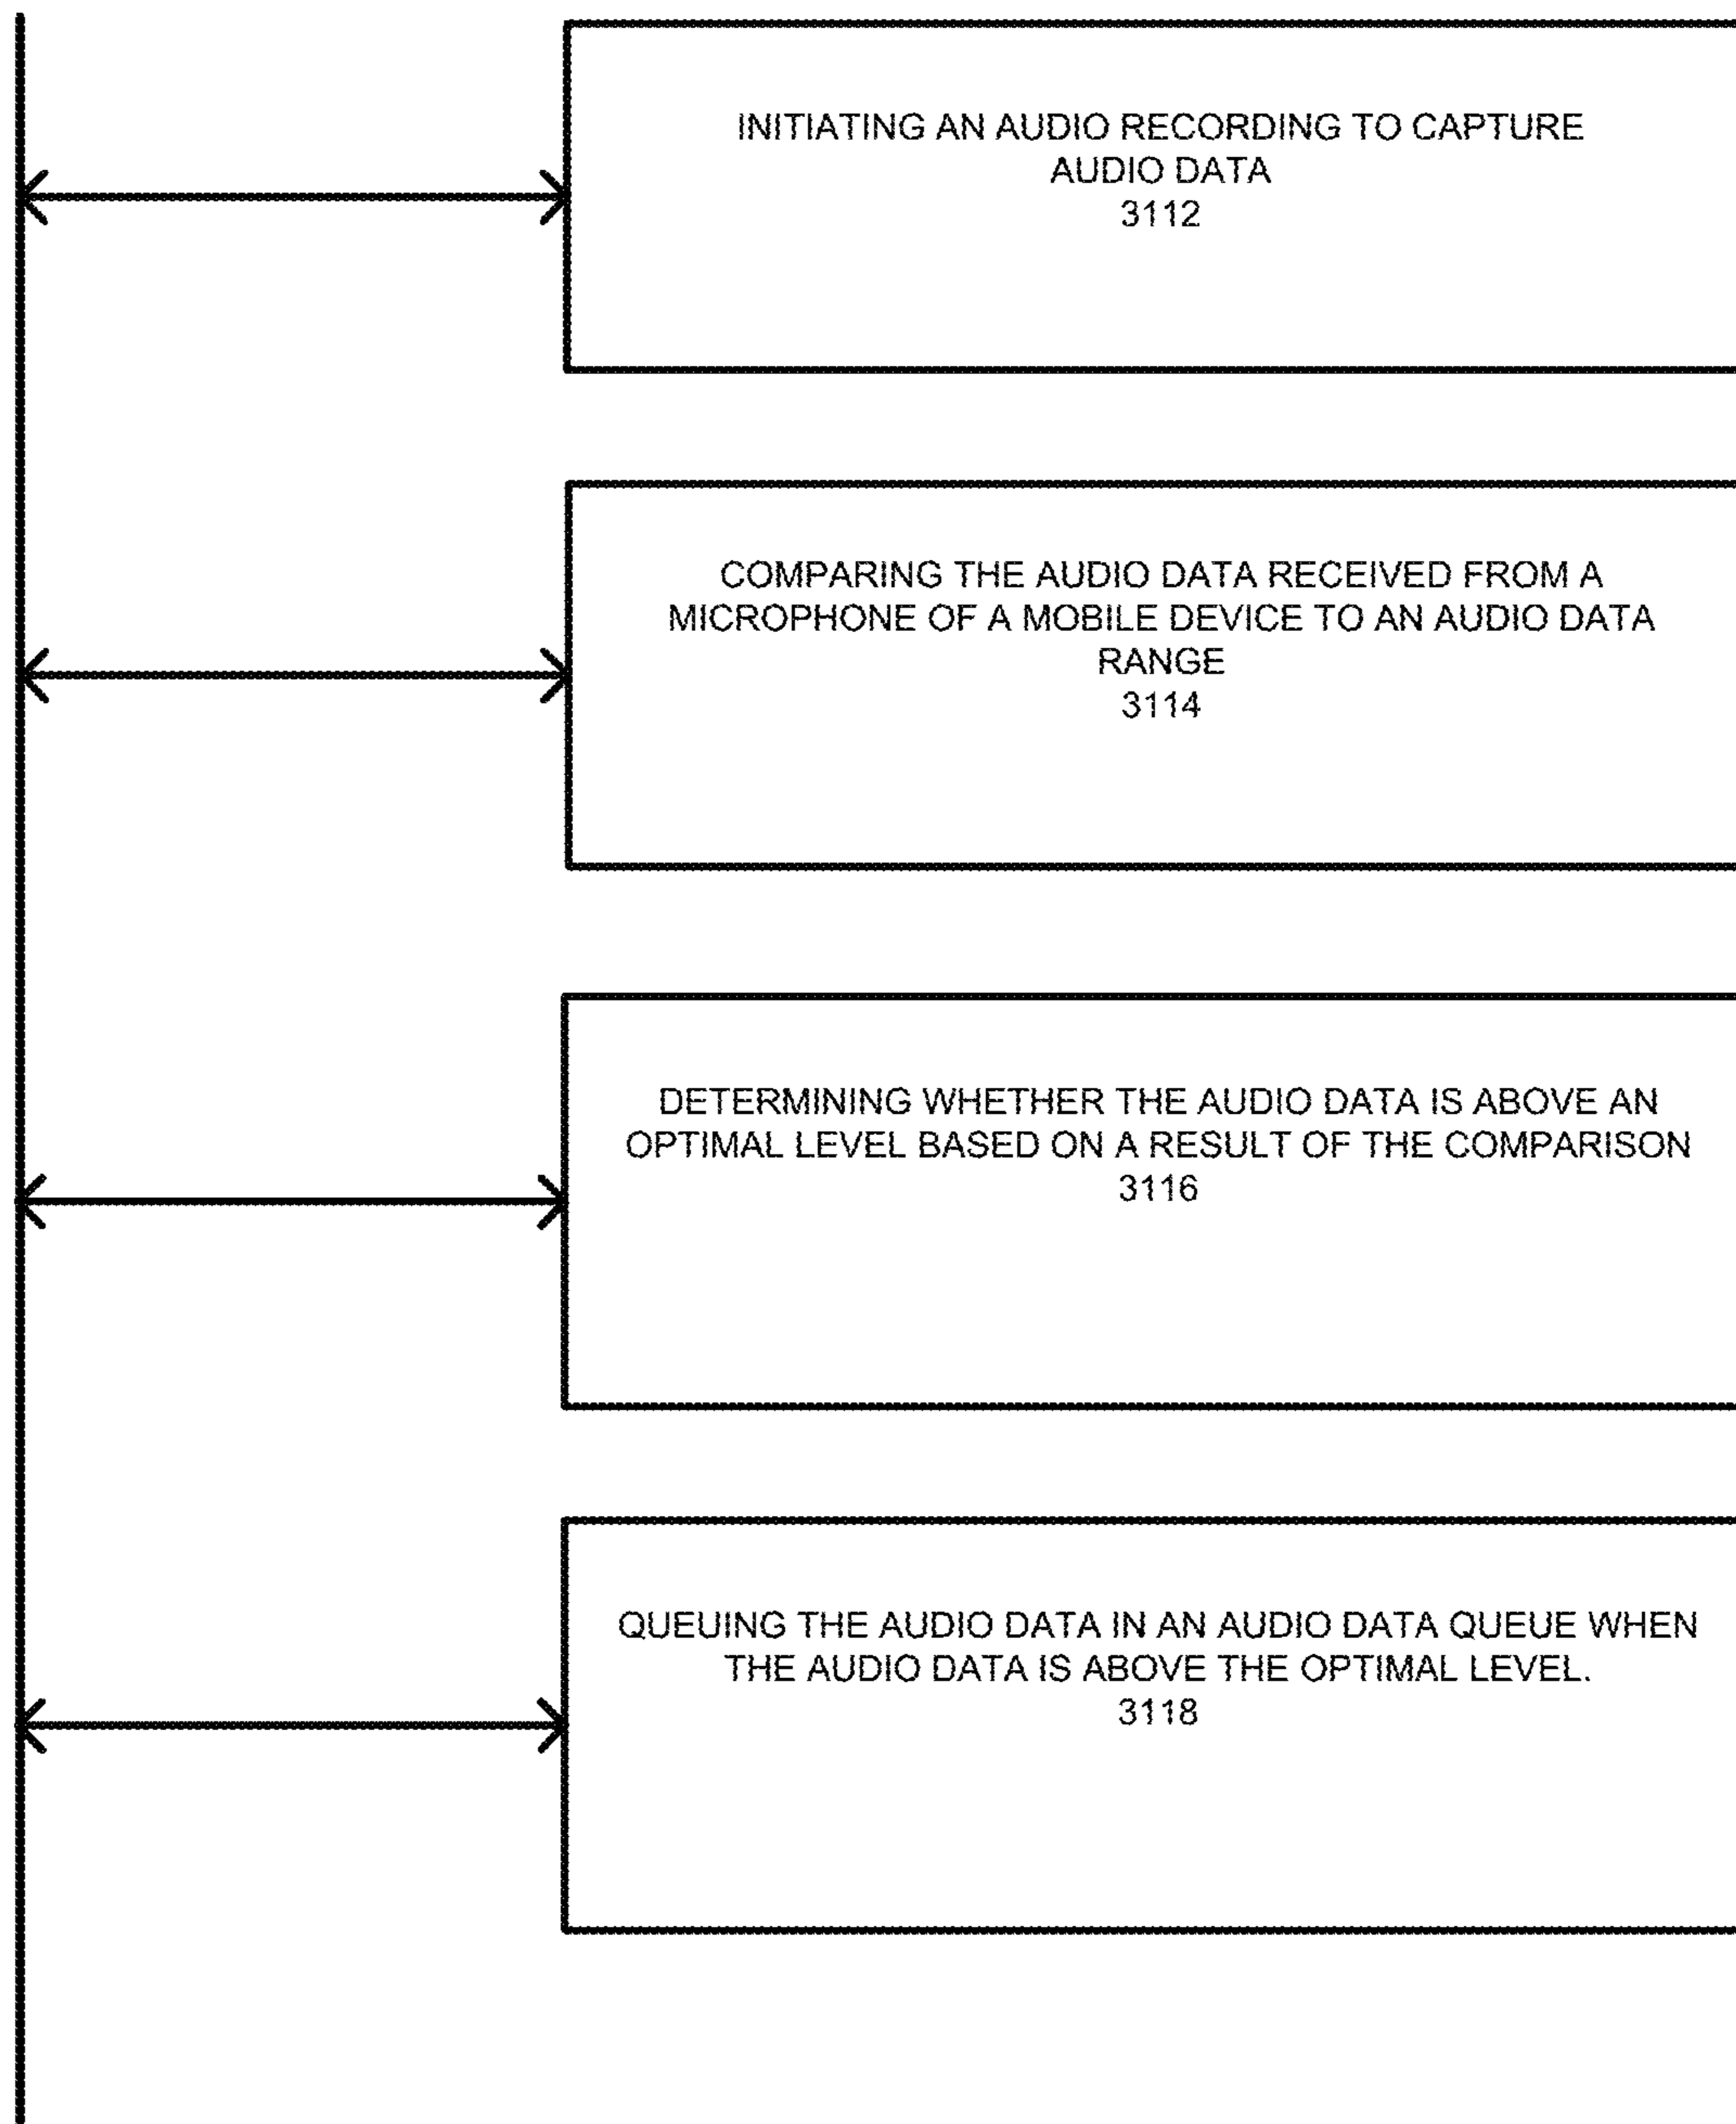 INITIATING AN AUDIO RECORDING TO CAPTURE
AUDIO DATA
3112
COMPARING THE AUDIO DATA RECEIVED FROM A
MICROPHONE OF A MOBILE DEVICE TO AN AUDIO DATA
RANGE
3114
DETERMINING WHETHER THE AUDIO DATA IS ABOVE AN
OPTIMAL LEVEL BASED ON A RESULT OF THE COMPARISON
3116
QUEUING THE AUDIO DATA IN AN AUDIO DATA QUEUE WHEN
THE AUDIO DATA IS ABOVE THE OPTIMAL LEVEL.
3118